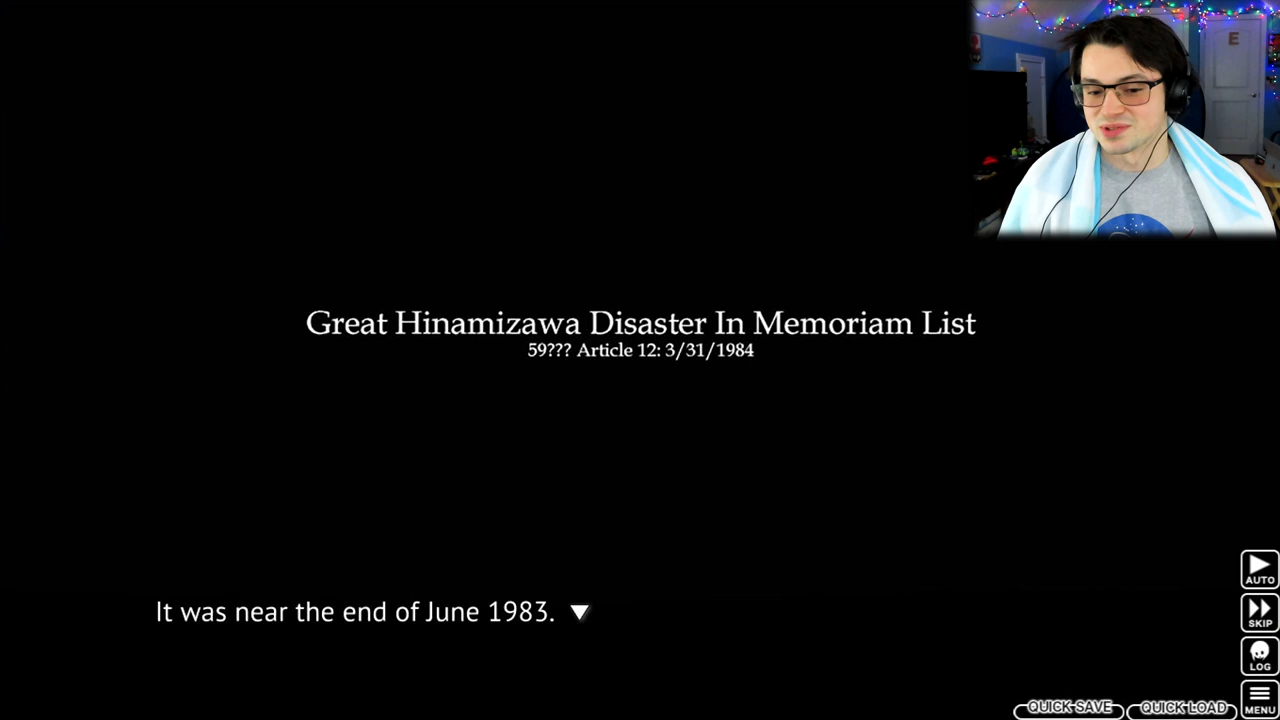 E
Great Hinamizawa Disaster In Memoriam List
59??? Article 12: 3/31/1984
It was near the end of June 1983.
AUTO
SKIP
LOG
MENU
QUICK SAVE
QUICK LOAD